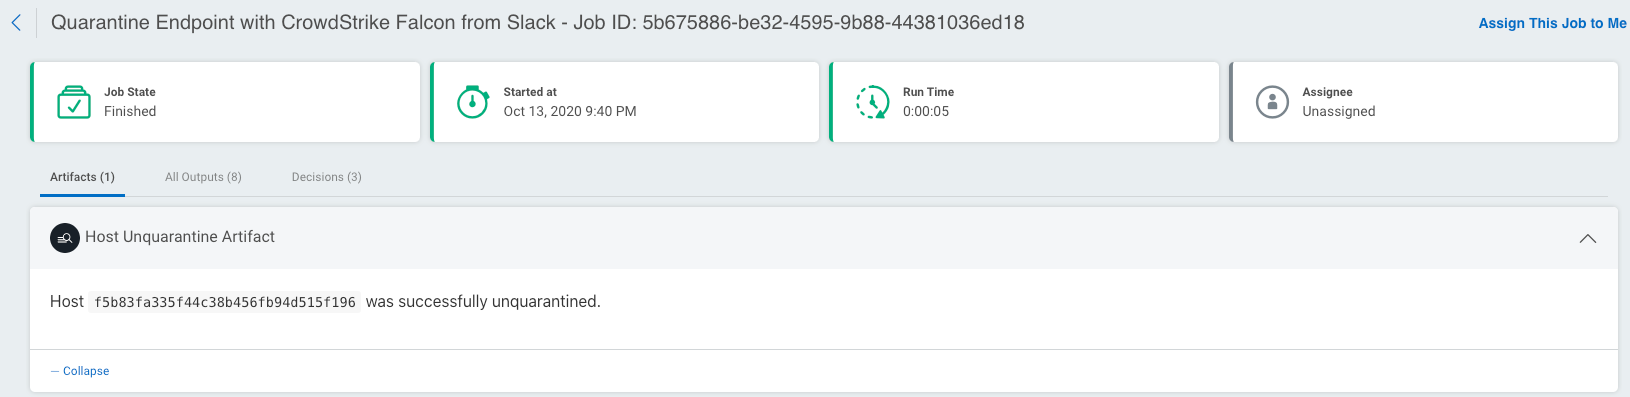 Quarantine Endpoint with CrowdStrike Falcon from Slack - Job ID: 5b675886-be32-4595-9b88-44381036ed18
Assign This Job to Me
Job State
Finished
Started at
Oct 13, 2020 9:40 PM
Run Time
0:00:05
Assignee
Unassigned
Artifacts (1)
All Outputs (8)
Decisions (3)
Host Unquarantine Artifact
Host f5b83fa335f44c38b456fb94d515f196 was successfully unquarantined.
— Collapse